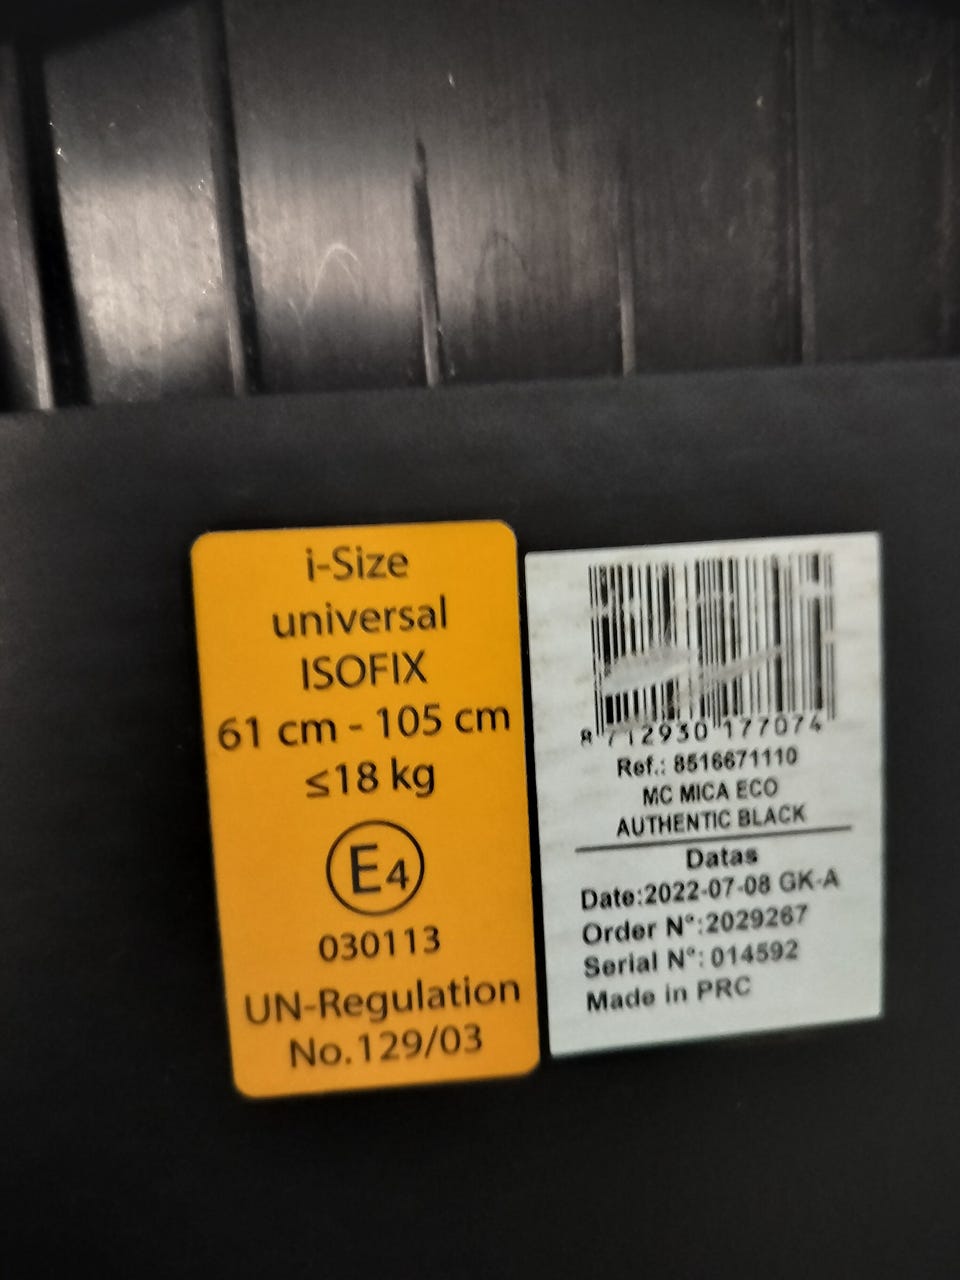 i-Size
universal
ISOFIX
61 cm - 105 cm
≤18 kg
E4
030113
UN-Regulation
No.129/03
8 712930 177074
Ref.: 8516671110
MC MICA ECO
AUTHENTIC BLACK
Datas
Date:2022-07-08 GK-A
Order N°:2029267
Serial N°: 014592
Made in PRC